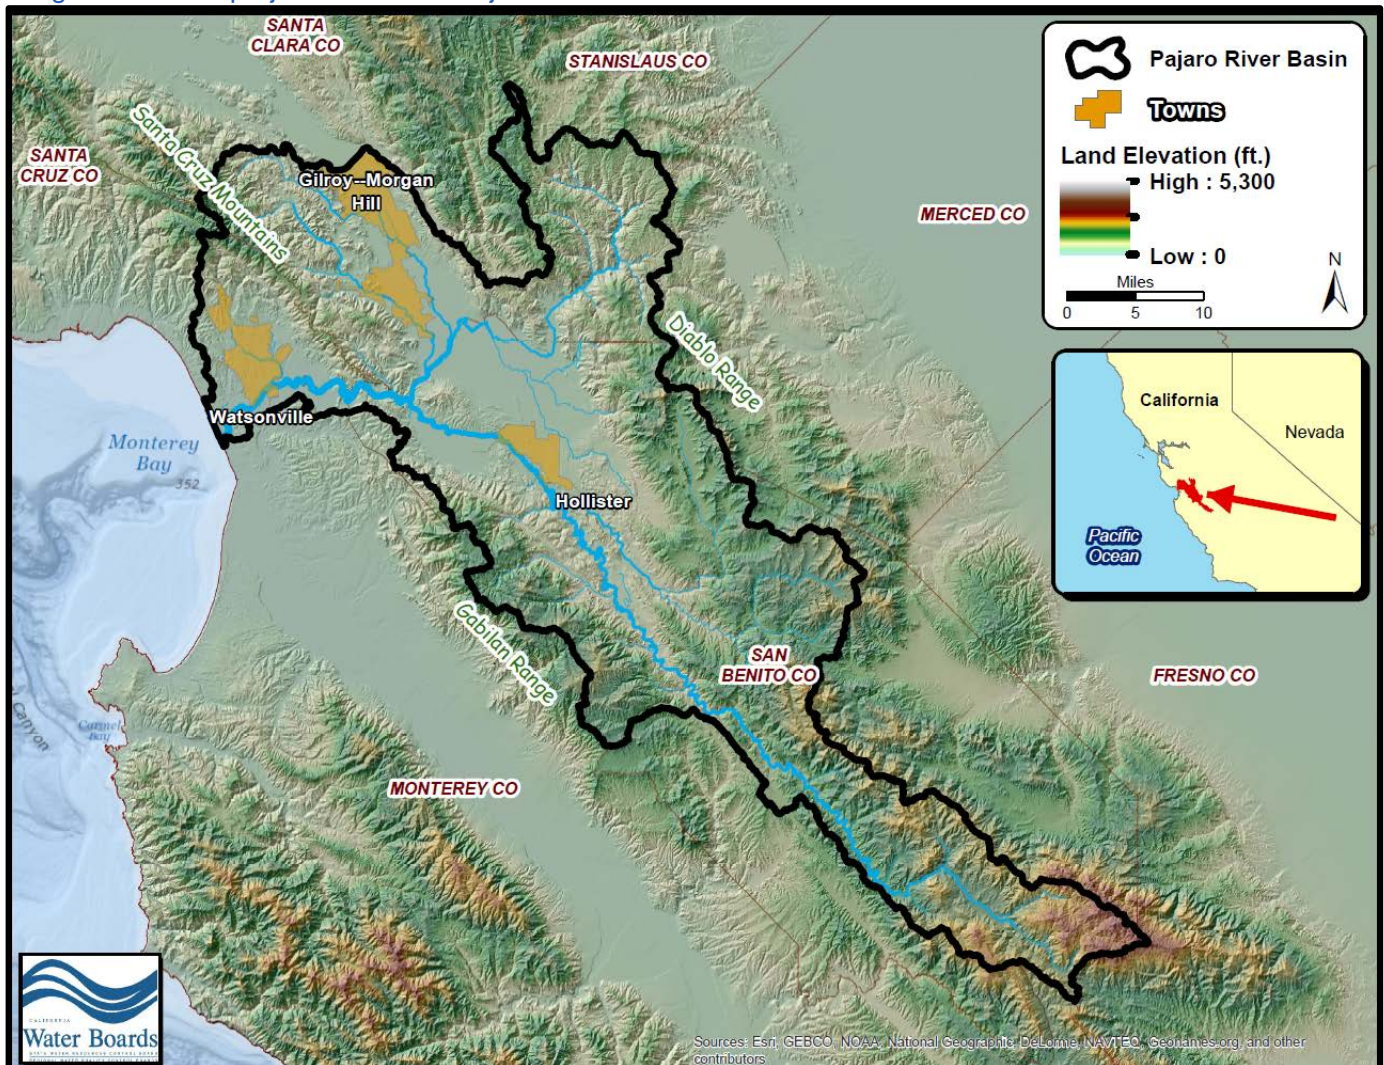 SANTA
CLARA CO
STANISLAUS CO
Pajaro River Basin
Towns
Land Elevation (ft.)
High : 5,300
Low : 0
Miles
0 5 10
N
SANTA
CRUZ CO
Santa Cruz Mountains
Gilroy--Morgan
Hill
MERCED CO
Diablo Range
California
Nevada
Pacific
Ocean
Watsonville
Monterey
Bay
352
Hollister
Gabilan Range
SAN
BENITO CO
FRESNO CO
Carmel
Bay
Canyon
MONTEREY CO
CALIFORNIA
Water Boards
Sources: Esri, GEBCO, NOAA, National Geographic, DeLorme, NAVTEQ, Geonames.org, and other
contributors